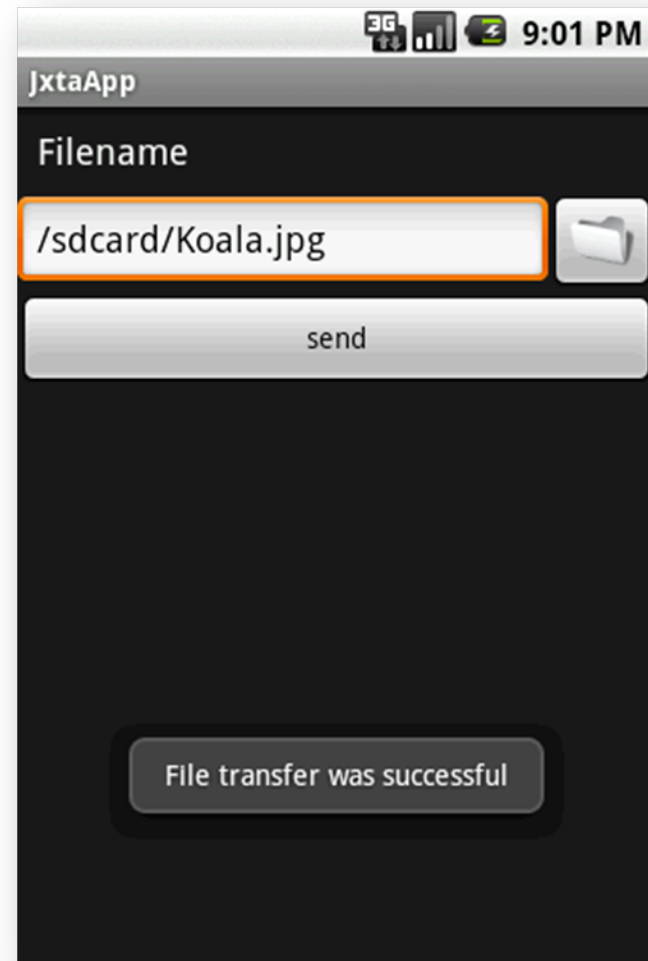 3G 9:01 PM
JxtaApp
Filename
/sdcard/Koala.jpg
send
File transfer was successful